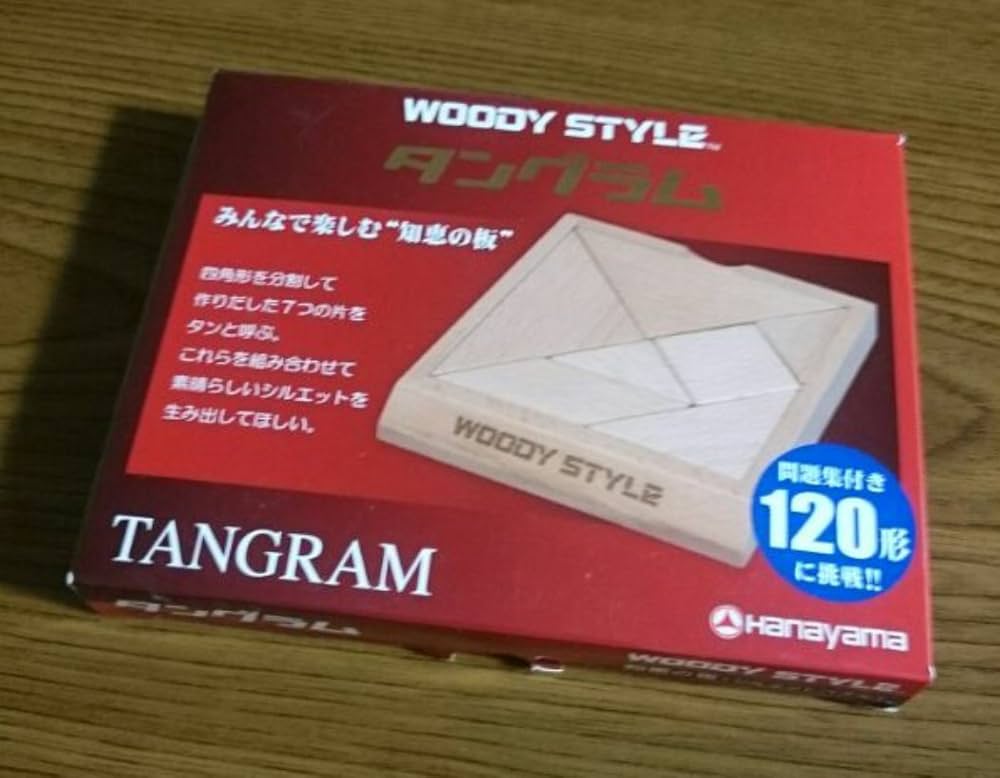 WOODY STYLE™
タングラム
みんなで楽しむ“知恵の板”
四角形を分割して
作りだした7つの片を
タンと呼ぶ。
これらを組み合わせて
素晴らしいシルエットを
生み出してほしい。
WOODY STYLE
問題集付き
120形
に挑戦!!
TANGRAM
Hanayama
タングラム
WOODY STYLE